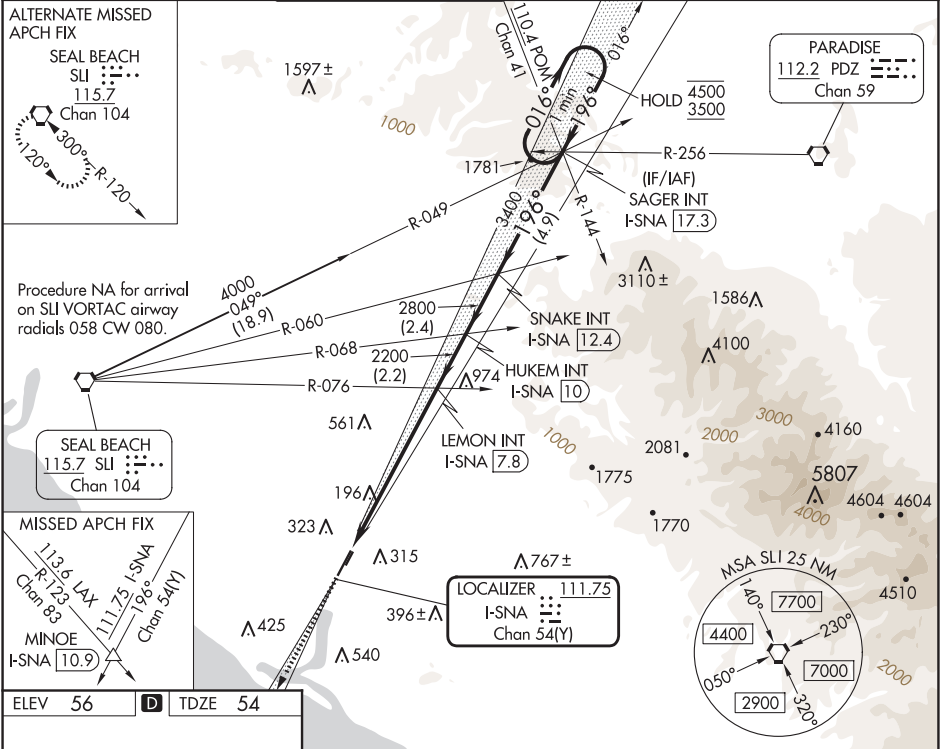 ALTERNATE MISSED
APCH FIX
SEAL BEACH
SLI
115.7
Chan 104
300°
120°
R-120
1597±
1000
110.4 POM
Chan 41
016°
1 min
196°
016°
HOLD 4500
3500
PARADISE
112.2 PDZ
Chan 59
R-256
1781
(IF/IAF)
SAGER INT
I-SNA 17.3
R-144
R-049
3400
196°
(4.9)
3110±
1586
4100
Procedure NA for arrival
on SLI VORTAC airway
radials 058 CW 080.
4000
049°
(18.9)
R-060
R-068
R-076
2800
(2.4)
2200
(2.2)
SNAKE INT
I-SNA 12.4
HUKEM INT
I-SNA 10
974
LEMON INT
I-SNA 7.8
561
SEAL BEACH
115.7 SLI
Chan 104
1000
2000
3000
2081
4160
1775
5807
4000
4604
4604
1770
196
323
315
767±
4510
2000
MISSED APCH FIX
113.6 LAX
R-123
Chan 83
111.75 I-SNA
196°
Chan 54(Y)
MINOE
I-SNA 10.9
LOCALIZER 111.75
I-SNA
Chan 54(Y)
396±
425
540
MSA SLI 25 NM
140°
7700
230°
4400
050°
7000
2900
320°
ELEV 56
D
TDZE 54